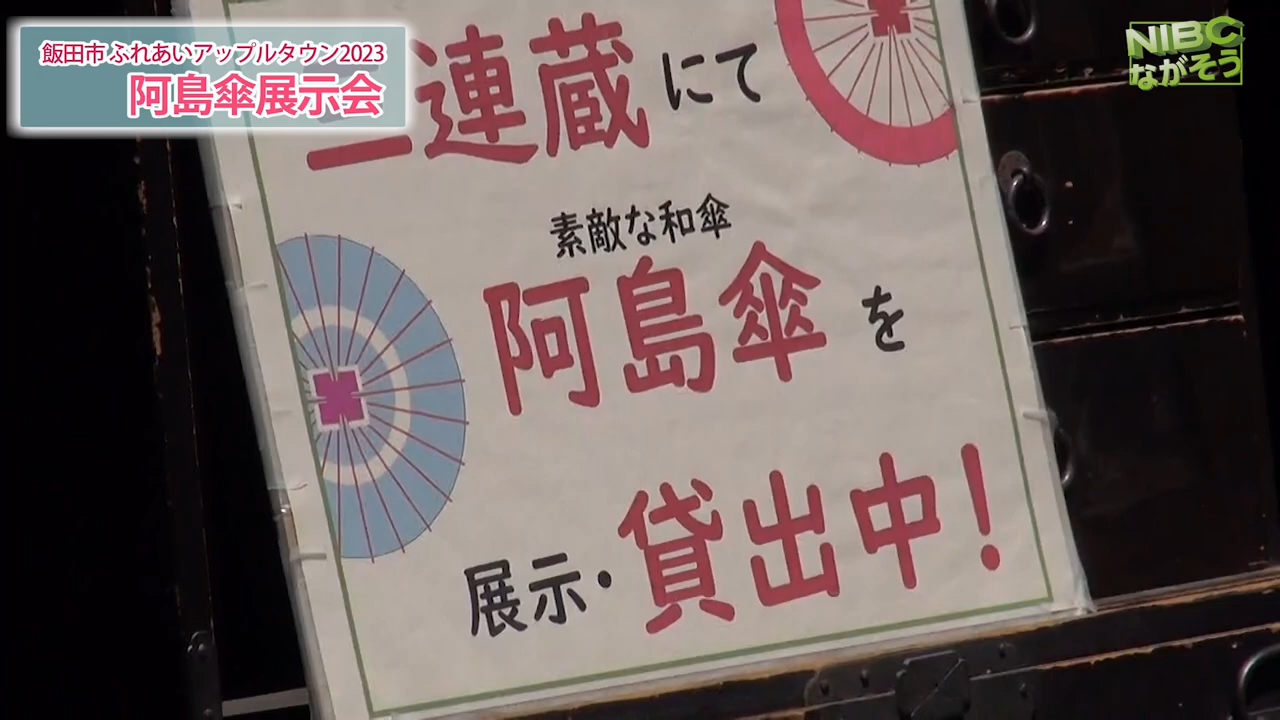 飯田市 ふれあいアップルタウン2023
阿島傘展示会
NIBC
ながそう
連蔵にて
素敵な和傘
阿島傘を
展示・貸出中!